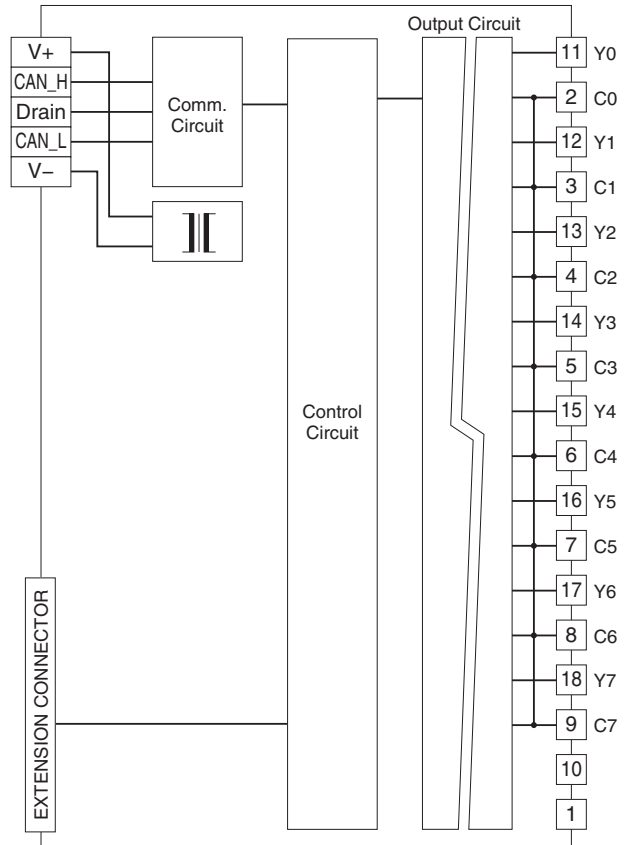 Output Circuit
V+
CAN_H
Drain
CAN_L
V−
Comm.
Circuit
Control
Circuit
EXTENSION CONNECTOR
11 Y0
2 C0
12 Y1
3 C1
13 Y2
4 C2
14 Y3
5 C3
15 Y4
6 C4
16 Y5
7 C5
17 Y6
8 C6
18 Y7
9 C7
10
1